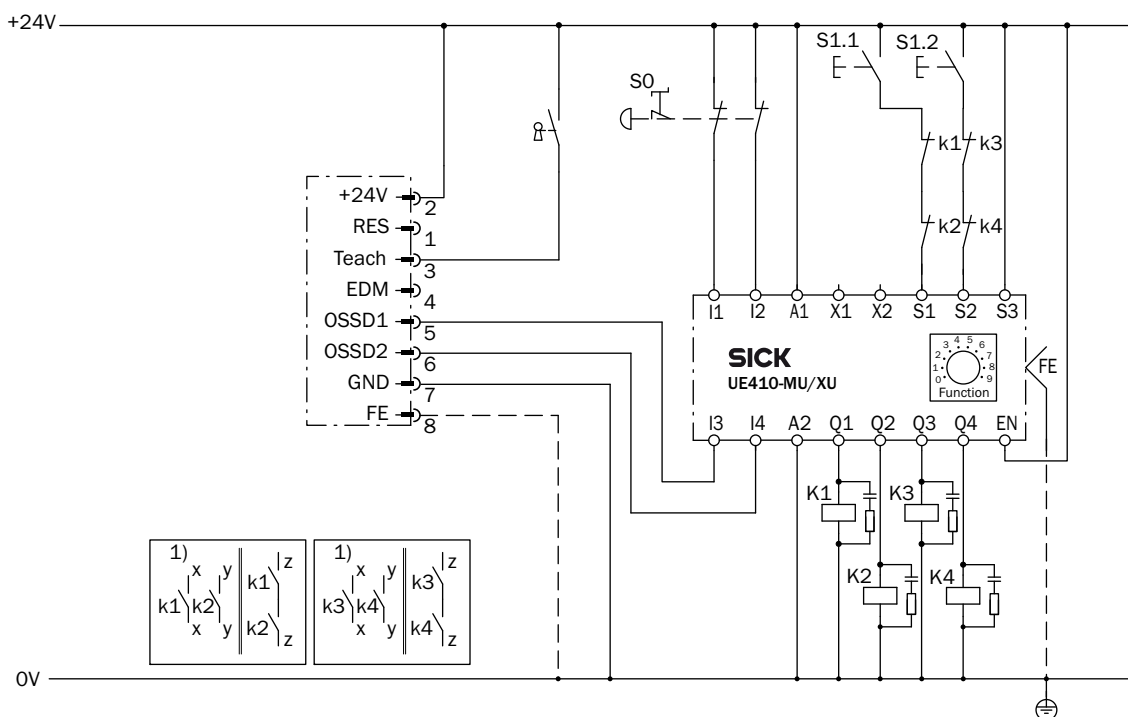 +24V
S1.1
S1.2
S0
k1
k3
k2
k4
+24V
2
RES
1
Teach
3
EDM
4
OSSD1
5
OSSD2
6
GND
7
FE
8
I1
I2
A1
X1
X2
S1
S2
S3
SICK
UE410-MU/XU
0
1
2
3
4
5
6
7
8
9
Function
FE
I3
I4
A2
Q1
Q2
Q3
Q4
EN
K1
K3
K2
K4
1)
x
y
z
k1
k1
k2
k2
x
y
z
1)
x
y
z
k3
k3
k4
k4
x
y
z
0V